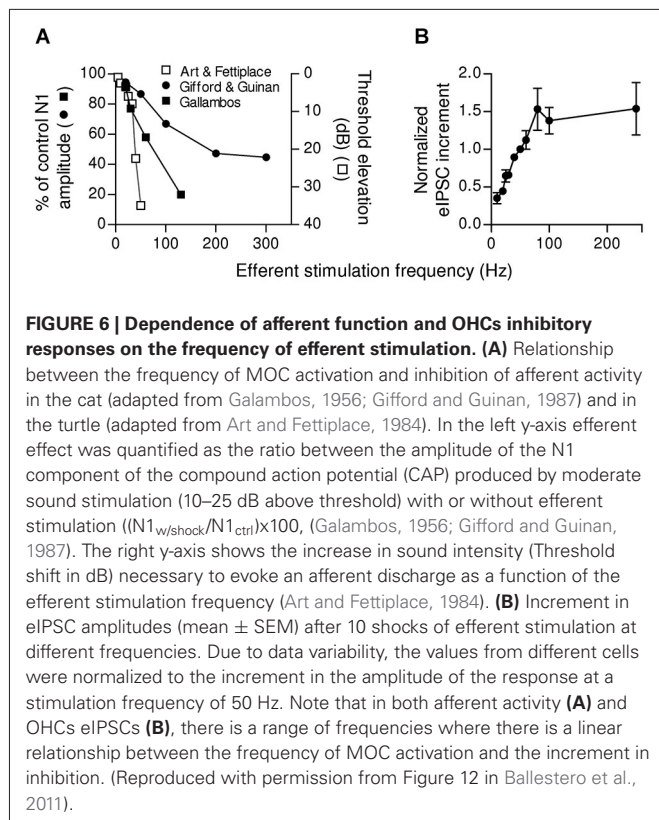 A
B
Art & Fettiplace
Gifford & Guinan
Gallambos
% of control N1
amplitude (■ ●)
100
80
60
40
20
0
0
10
20
30
40
Threshold elevation
(dB) (□)
0
100
200
300
Normalized
eIPSC increment
2.0
1.5
1.0
0.5
0.0
0
100
200
Efferent stimulation frequency (Hz)
FIGURE 6 | Dependence of afferent function and OHCs inhibitory
responses on the frequency of efferent stimulation. (A) Relationship
between the frequency of MOC activation and inhibition of afferent activity
in the cat (adapted from Galambos, 1956; Gifford and Guinan, 1987) and in
the turtle (adapted from Art and Fettiplace, 1984). In the left y-axis efferent
effect was quantified as the ratio between the amplitude of the N1
component of the compound action potential (CAP) produced by moderate
sound stimulation (10–25 dB above threshold) with or without efferent
stimulation ((N1w/shock/N1ctrl)x100, (Galambos, 1956; Gifford and Guinan,
1987). The right y-axis shows the increase in sound intensity (Threshold
shift in dB) necessary to evoke an afferent discharge as a function of the
efferent stimulation frequency (Art and Fettiplace, 1984). (B) Increment in
eIPSC amplitudes (mean ± SEM) after 10 shocks of efferent stimulation at
different frequencies. Due to data variability, the values from different cells
were normalized to the increment in the amplitude of the response at a
stimulation frequency of 50 Hz. Note that in both afferent activity (A) and
OHCs eIPSCs (B), there is a range of frequencies where there is a linear
relationship between the frequency of MOC activation and the increment in
inhibition. (Reproduced with permission from Figure 12 in Ballestero et al.,
2011).